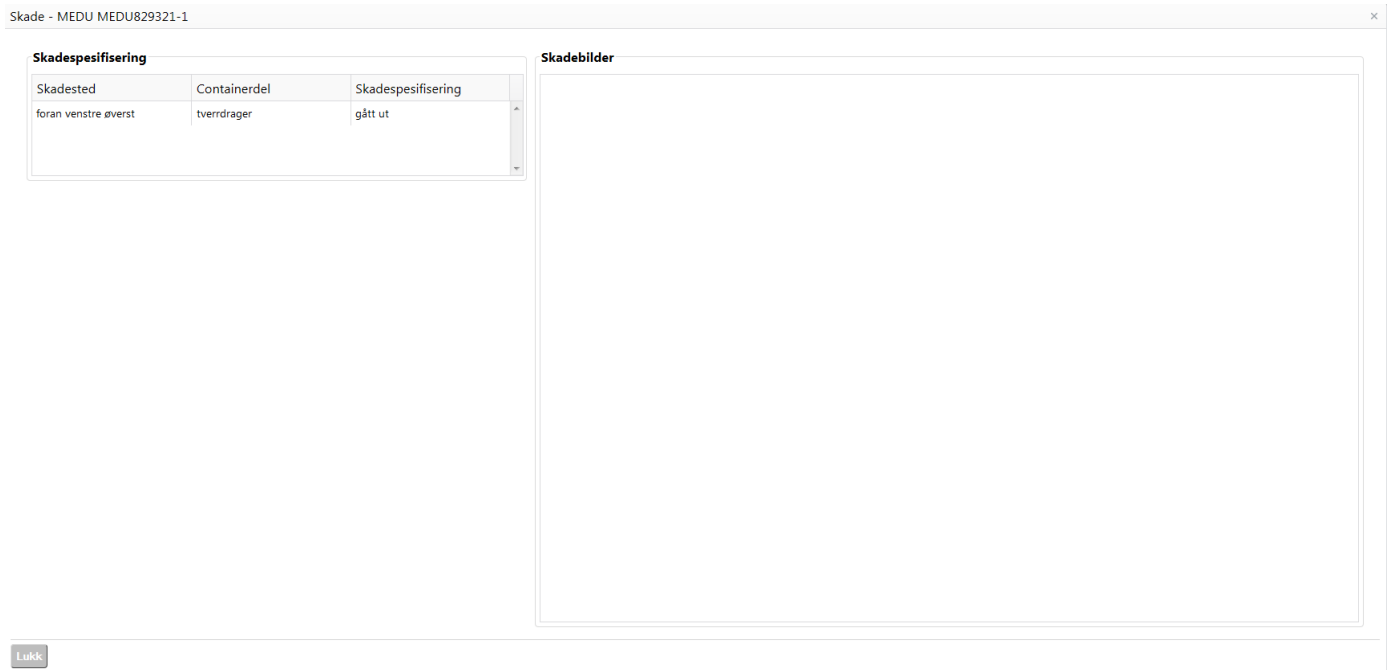 Skade - MEDU MEDU829321-1
Skadespesifisering
Skadested Containerdel Skadespesifisering
foran venstre øverst tverrdrager gått ut
Skadebilder
Lukk